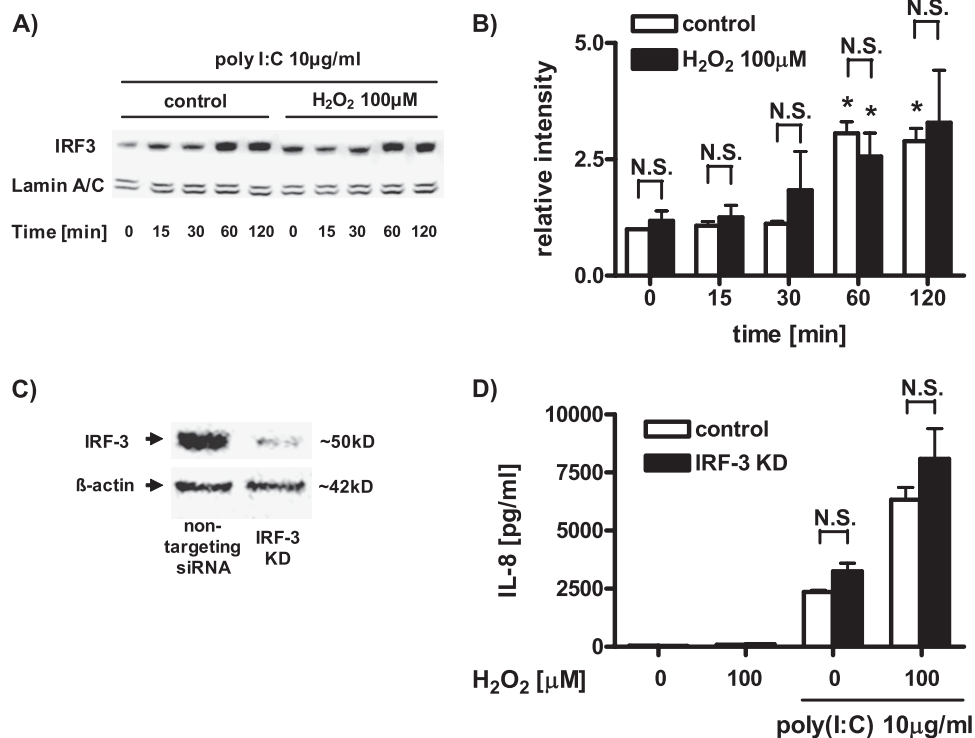 A)
poly I:C 10µg/ml
control H₂O₂ 100µM
IRF3
Lamin A/C
Time [min] 0 15 30 60 120 0 15 30 60 120
B)
control
H₂O₂ 100µM
N.S. N.S. N.S. N.S. N.S.
* * *
relative intensity
5.0
2.5
0.0
0 15 30 60 120
time [min]
C)
IRF-3 ~50kD
ß-actin ~42kD
non-
targeting
siRNA
IRF-3
KD
D)
control
IRF-3 KD
N.S.
N.S.
IL-8 [pg/ml]
10000
7500
5000
2500
0
H₂O₂ [µM] 0 100 0 100
poly(I:C) 10µg/ml